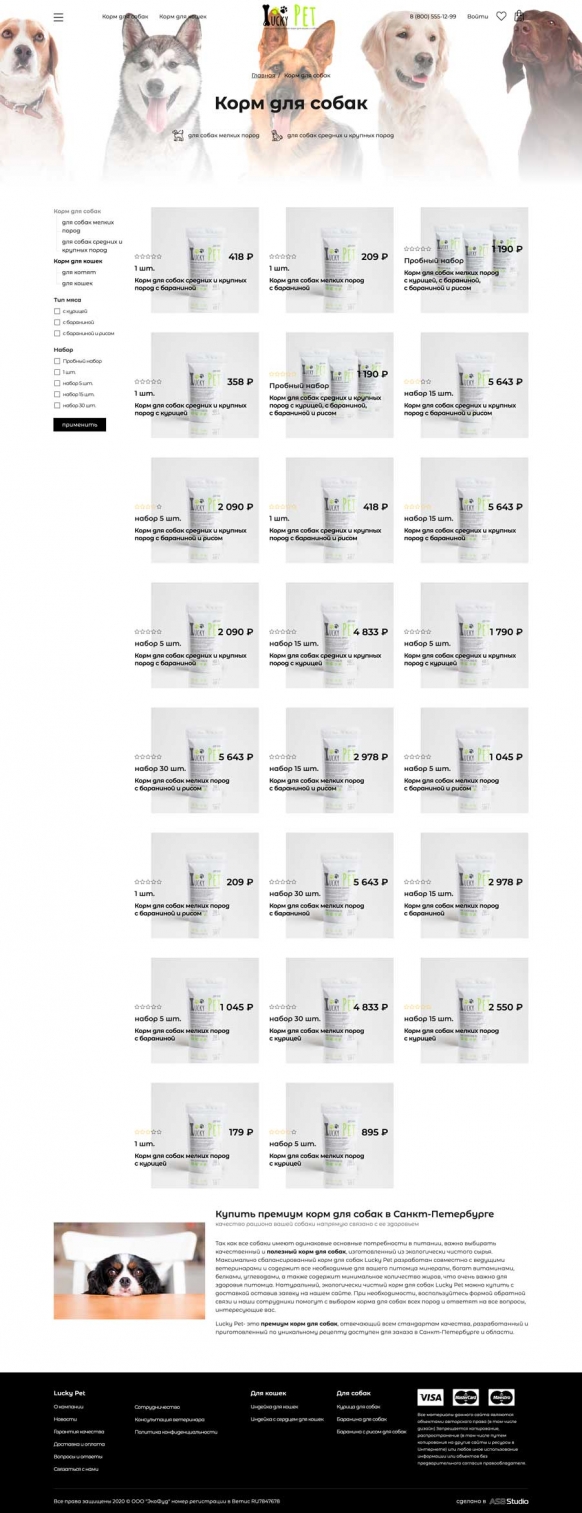 Корм для собак Корм для кошек LUCKY PET 8 (800) 555-12-99 Войти
Главная / Корм для собак
Корм для собак
для собак мелких пород для собак средних и крупных пород
Корм для собак
для собак мелких
пород
для собак средних и
крупных пород
Корм для кошек
для котят
для кошек
Тип мяса
с курицей
с бараниной
с бараниной и рисом
Набор
Пробный набор
1 шт.
набор 5 шт.
набор 15 шт.
набор 30 шт.
применить
418 ₽
1 шт.
Корм для собак средних и крупных
пород с бараниной
209 ₽
1 шт.
Корм для собак мелких пород
с бараниной
1 190 ₽
Пробный набор
Корм для собак мелких пород
с курицей, с бараниной,
с бараниной и рисом
358 ₽
1 шт.
Корм для собак средних и крупных
пород с курицей
1 190 ₽
Пробный набор
Корм для собак средних и крупных
пород с курицей, с бараниной,
с бараниной и рисом
5 643 ₽
набор 15 шт.
Корм для собак средних и крупных
пород с бараниной и рисом
2 090 ₽
набор 5 шт.
Корм для собак средних и крупных
пород с бараниной и рисом
418 ₽
1 шт.
Корм для собак средних и крупных
пород с бараниной и рисом
5 643 ₽
набор 15 шт.
Корм для собак средних и крупных
пород с бараниной
2 090 ₽
набор 5 шт.
Корм для собак средних и крупных
пород с бараниной
4 833 ₽
набор 15 шт.
Корм для собак средних и крупных
пород с курицей
1 790 ₽
набор 5 шт.
Корм для собак средних и крупных
пород с курицей
5 643 ₽
набор 30 шт.
Корм для собак мелких пород
с бараниной и рисом
2 978 ₽
набор 15 шт.
Корм для собак мелких пород
с бараниной и рисом
1 045 ₽
набор 5 шт.
Корм для собак мелких пород
с бараниной и рисом
209 ₽
1 шт.
Корм для собак мелких пород
с бараниной и рисом
5 643 ₽
набор 30 шт.
Корм для собак мелких пород
с бараниной
2 978 ₽
набор 15 шт.
Корм для собак мелких пород
с бараниной
1 045 ₽
набор 5 шт.
Корм для собак мелких пород
с бараниной
4 833 ₽
набор 30 шт.
Корм для собак мелких пород
с курицей
2 550 ₽
набор 15 шт.
Корм для собак мелких пород
с курицей
179 ₽
1 шт.
Корм для собак мелких пород
с курицей
895 ₽
набор 5 шт.
Корм для собак мелких пород
с курицей
Купить премиум корм для собак в Санкт-Петербурге
качество рациона вашей собаки напрямую связано с ее здоровьем
Так как все собаки имеют одинаковые основные потребности в питании, важно выбирать
качественный и полезный корм для собак, изготовленный из экологически чистого сырья.
Максимально сбалансированный корм для собак Lucky Pet разработан совместно с ведущими
ветеринарами и содержит все необходимые для вашего питомца минералы, богат витаминами,
белками, углеводами, а также содержит минимальное количество жиров, что очень важно для
здоровья питомца. Натуральный, экологически чистый корм для собак Lucky Pet можно купить с
доставкой оставив заявку на нашем сайте. При необходимости, воспользуйтесь формой обратной
связи и наши сотрудники помогут с выбором корма для собак всех пород и ответят на все вопросы,
интересующие вас.
Lucky Pet- это премиум корм для собак, отвечающий всем стандартам качества, разработанный и
приготовленный по уникальному рецепту доступен для заказа в Санкт-Петербурге и области.
Lucky Pet
О компании
Новости
Гарантия качества
Доставка и оплата
Вопросы и ответы
Связаться с нами
Сотрудничество
Консультация ветеринара
Политика конфиденциальности
Для кошек
Индейка для кошек
Индейка с сердцем для кошек
Для собак
Курица для собак
Баранина для собак
Баранина с рисом для собак
VISA MasterCard Maestro
Все материалы данного сайта являются
объектами авторского права (в том числе
дизайн). Запрещается копирование,
распространение (в том числе путем
копирования на другие сайты и ресурсы в
Интернете) или любое иное использование
информации и объектов без
предварительного согласия правообладателя.
Все права защищены 2020 © ООО "ЭкоФуд" номер регистрации в Ветис RU7847678
сделано в ASB Studio